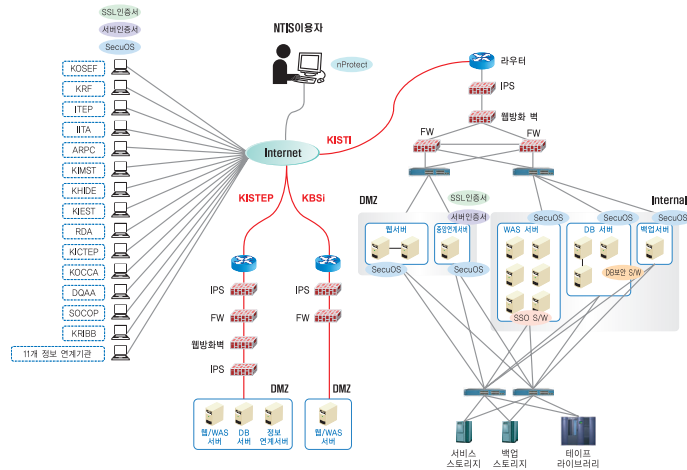 SSL인증서
서버인증서
SecuOS
KOSEF
KRF
ITEP
IITA
ARPC
KIMST
KHIDE
KIEST
RDA
KICTEP
KOCCA
DQAA
SOCOP
KRIBB
11개 정보 연계기관
NTIS이용자
nProtect
Internet
KISTI
KISTEP
KBSi
라우터
IPS
웹방화 벽
FW
FW
DMZ
SSL인증서
서버인증서
Internal
웹서버
중앙연계서버
SecuOS
SecuOS
SecuOS
WAS 서버
SecuOS
DB 서버
SecuOS
백업서버
DB보안 S/W
SSO S/W
IPS
FW
웹방화벽
IPS
DMZ
웹/WAS
서버
DB
서버
정보
연계서버
IPS
FW
DMZ
웹/WAS
서버
서비스
스토리지
백업
스토리지
테이프
라이브러리